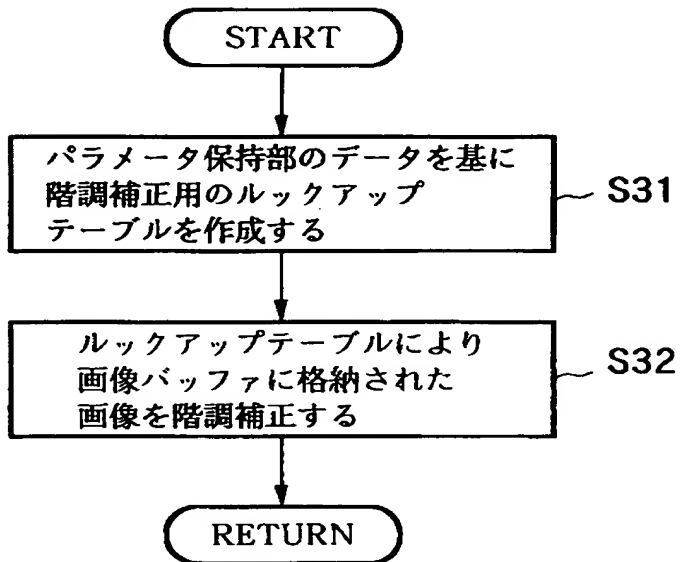 START
パラメータ保持部のデータを基に
階調補正用のルックアップ
テーブルを作成する
S31
ルックアップテーブルにより
画像バッファに格納された
画像を階調補正する
S32
RETURN